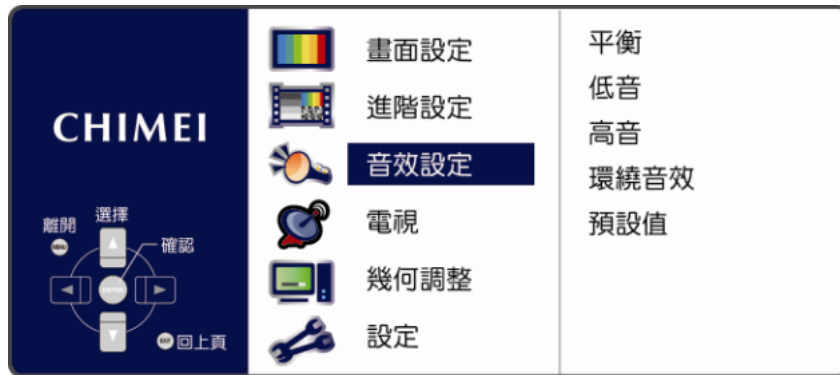 CHIMEI
離開
選擇
MENU
確認
ENTER
EXIT
回上頁
畫面設定
進階設定
音效設定
電視
幾何調整
設定
平衡
低音
高音
環繞音效
預設值